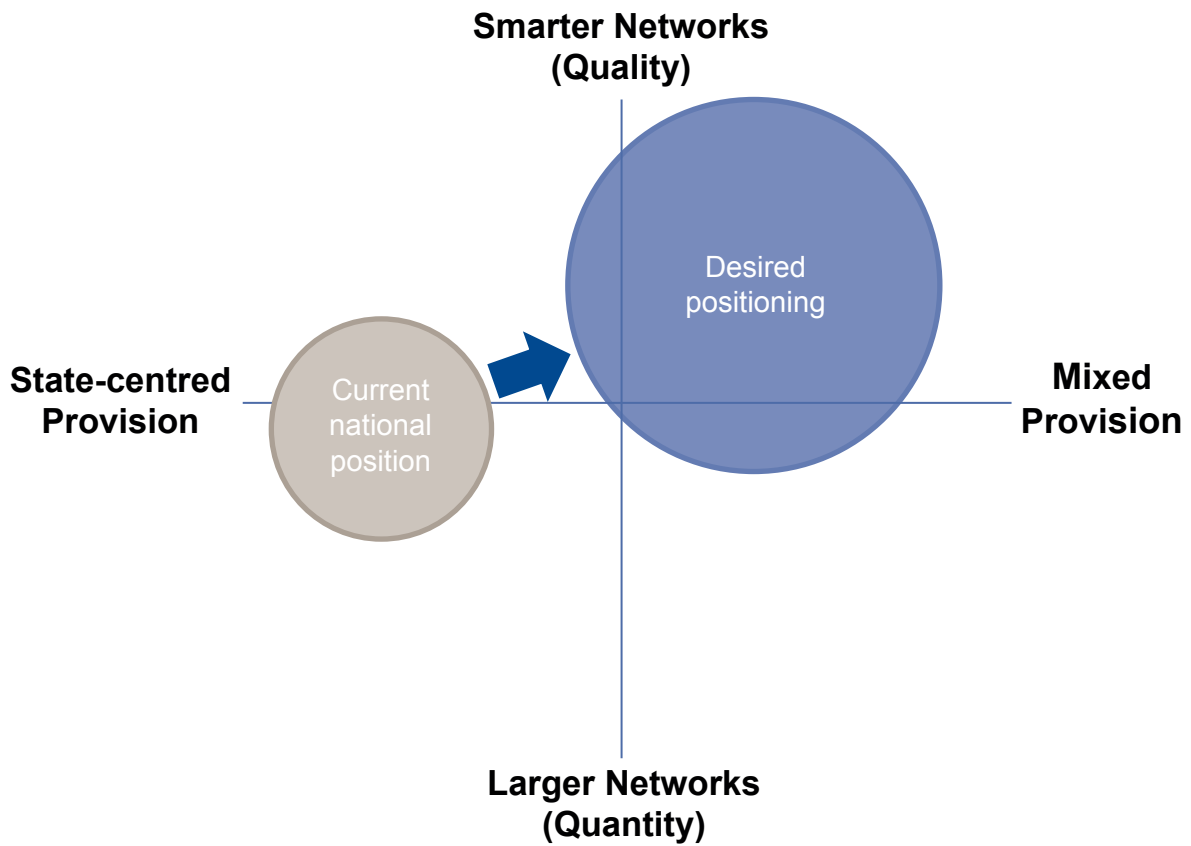 Smarter Networks
(Quality)
Desired
positioning
State-centred
Provision
Current
national
position
Mixed
Provision
Larger Networks
(Quantity)